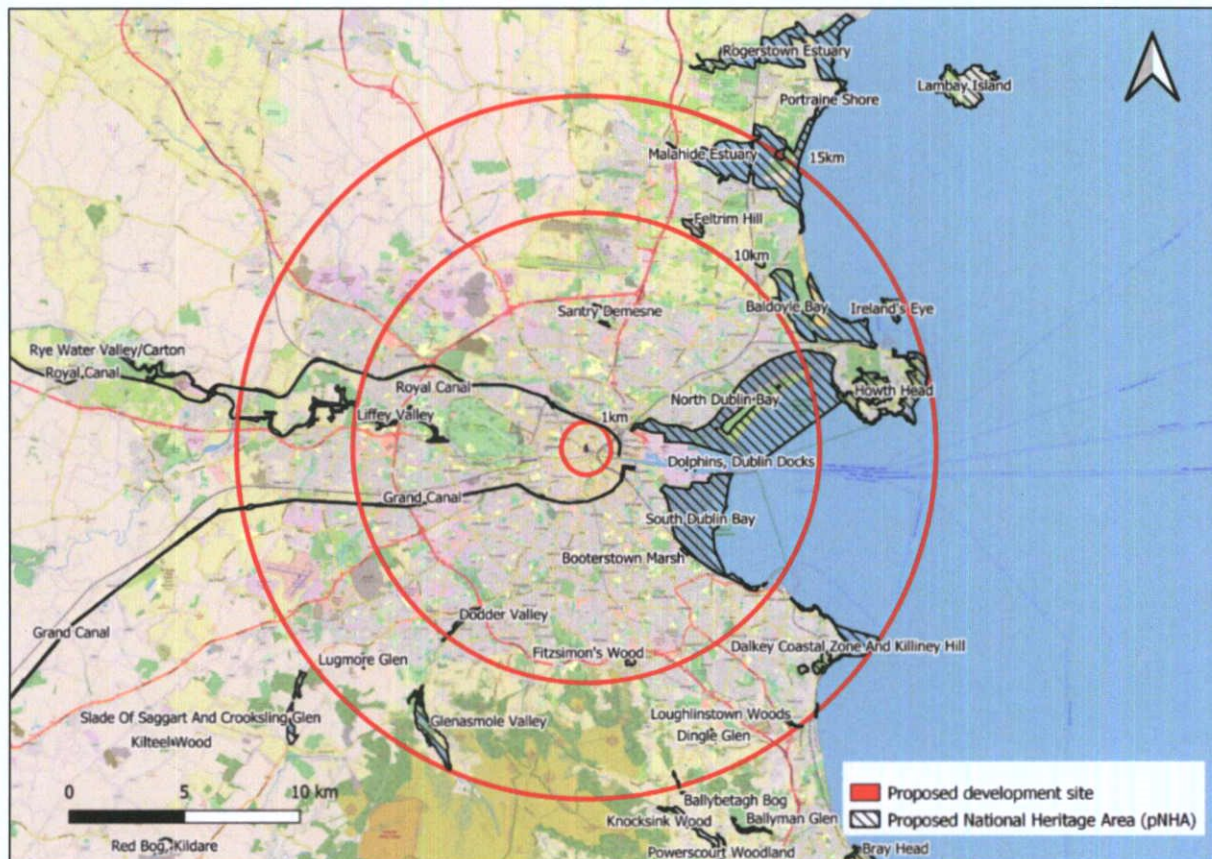 Rogerstown Estuary
Lambay Island
Portraine Shore
Malahide Estuary
15km
Feltrim Hill
10km
Baldoyle Bay
Ireland's Eye
Santry Demesne
Rye Water Valley/Carton
Royal Canal
Royal Canal
North Dublin Bay
Howth Head
Liffey Valley
1km
Dolphins, Dublin Docks
Grand Canal
South Dublin Bay
Booterstown Marsh
Dodder Valley
Grand Canal
Fitzsimon's Wood
Dalkey Coastal Zone And Killiney Hill
Lugmore Glen
Slade Of Saggart And Crooksling Glen
Glenasmole Valley
Loughlinstown Woods
Kilteel Wood
Dingle Glen
0 5 10 km
Ballybetagh Bog
Knocksink Wood
Ballyman Glen
Red Bog, Kildare
Powerscourt Woodland
Bray Head
Proposed development site
Proposed National Heritage Area (pNHA)